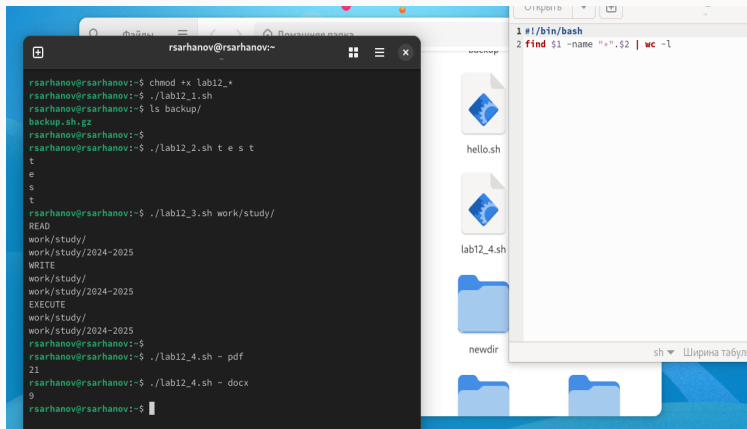 Открыть
Файлы
Домашняя папка
rsarhanov@rsarhanov:~
~
rsarhanov@rsarhanov:~$ chmod +x lab12_*
rsarhanov@rsarhanov:~$ ./lab12_1.sh
rsarhanov@rsarhanov:~$ ls backup/
backup.sh.gz
rsarhanov@rsarhanov:~$
rsarhanov@rsarhanov:~$ ./lab12_2.sh t e s t
t
e
s
t
rsarhanov@rsarhanov:~$ ./lab12_3.sh work/study/
READ
work/study/
work/study/2024-2025
WRITE
work/study/
work/study/2024-2025
EXECUTE
work/study/
work/study/2024-2025
rsarhanov@rsarhanov:~$
rsarhanov@rsarhanov:~$ ./lab12_4.sh ~ pdf
21
rsarhanov@rsarhanov:~$ ./lab12_4.sh ~ docx
9
rsarhanov@rsarhanov:~$
backup
hello.sh
lab12_4.sh
newdir
1 #!/bin/bash
2 find $1 -name "*".$2 | wc -l
sh
Ширина табул